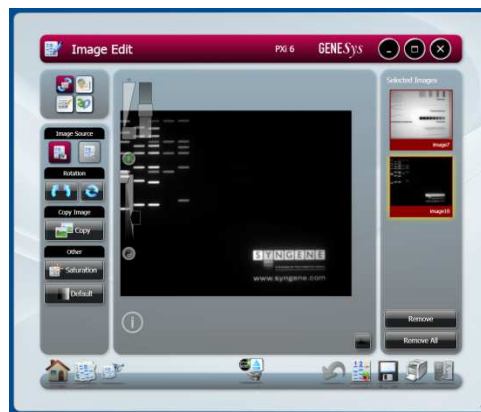 Image Edit
PXi 6
GENESys
Image Source
Rotation
Copy Image
Copy
Other
Saturation
Default
SYNGENE
www.syngene.com
Selected Images
image7
image10
Remove
Remove All